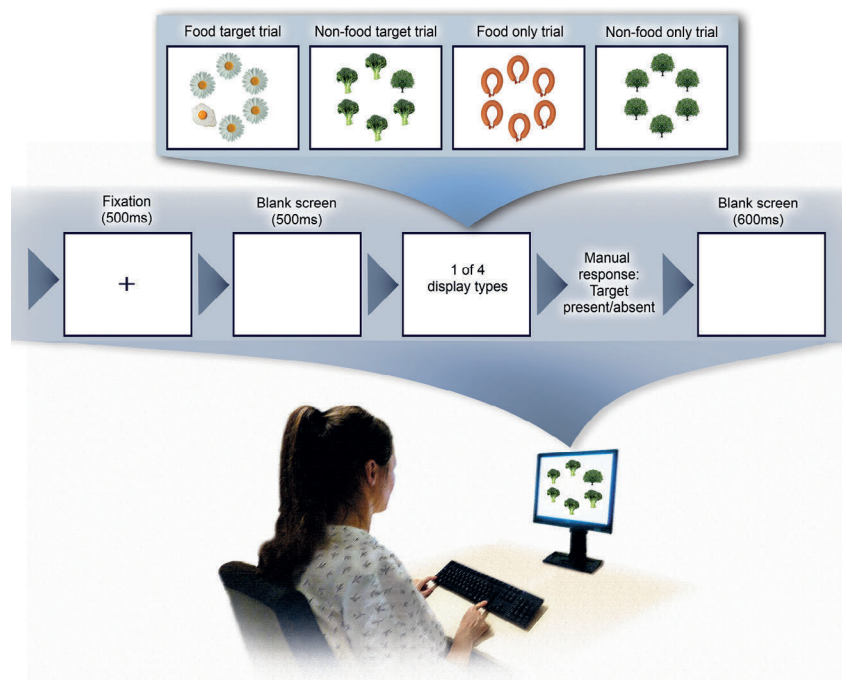 Food target trial
Non-food target trial
Food only trial
Non-food only trial
Fixation
(500ms)
Blank screen
(500ms)
1 of 4
display types
Manual
response:
Target
present/absent
Blank screen
(600ms)